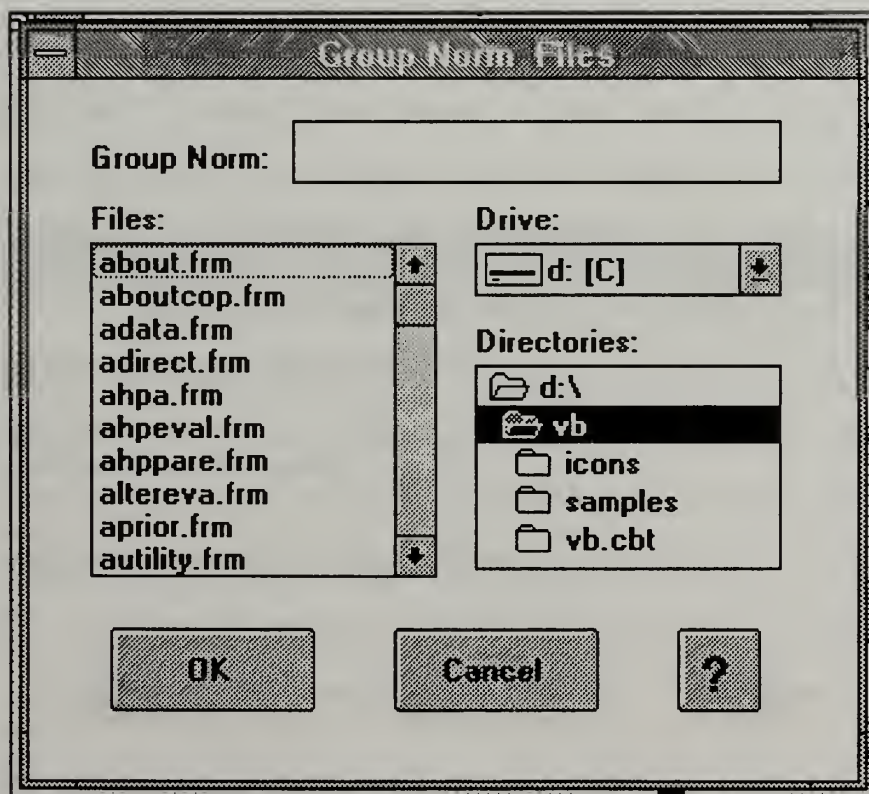 Group Norm Files
Group Norm:
Files:
about.frm
aboutcop.frm
adata.frm
adirect.frm
ahpa.frm
ahpeval.frm
ahppare.frm
altereva.frm
aprior.frm
autility.frm
Drive:
d: [C]
Directories:
d:\
vb
icons
samples
vb.cbt
OK
Cancel
?